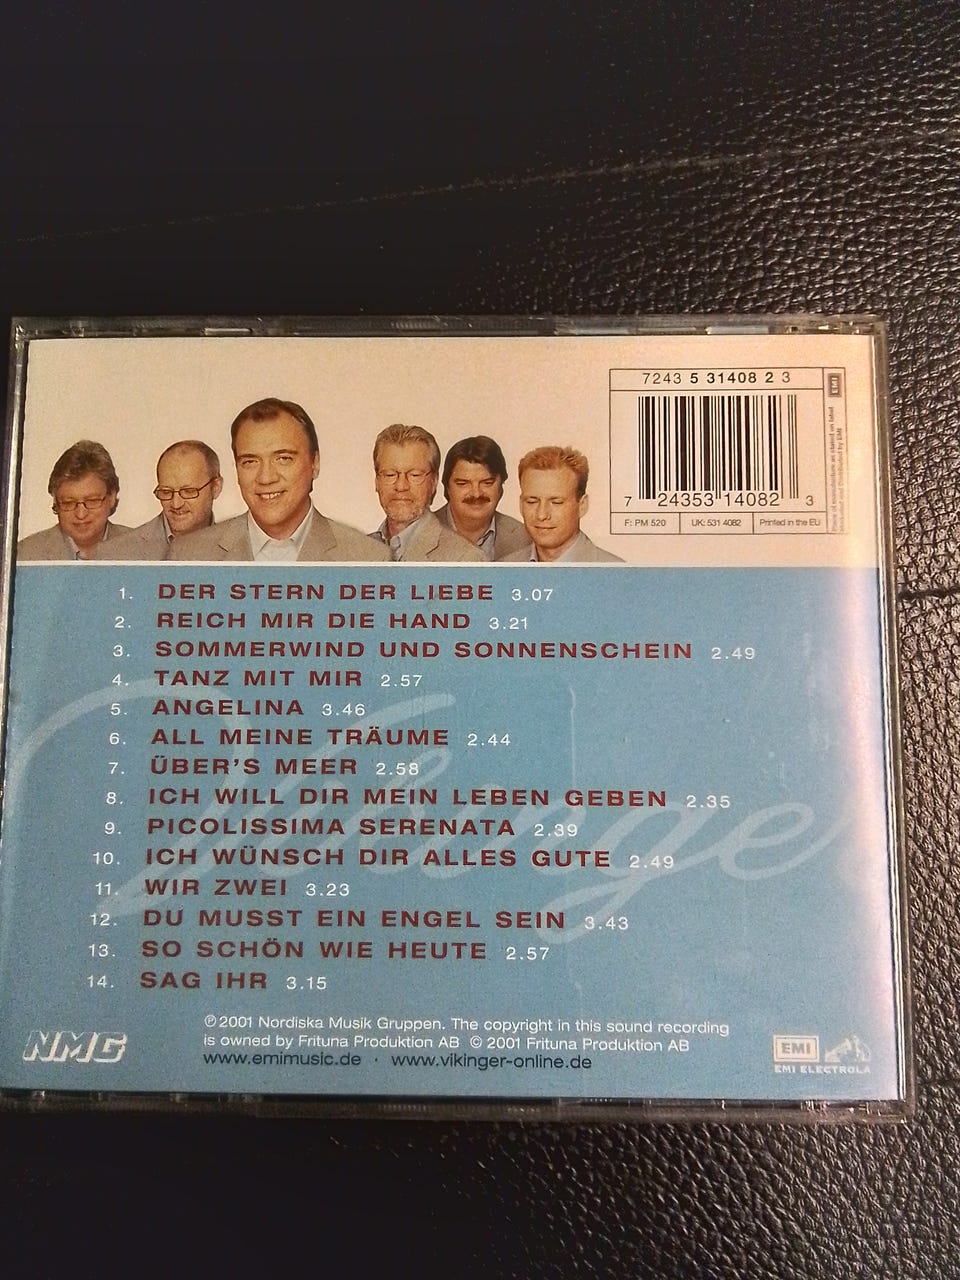 7243 5 31408 2 3
EMI
7 24353 14082 3
F: PM 520 UK: 531 4082 Printed in the EU
1. DER STERN DER LIEBE 3.07
2. REICH MIR DIE HAND 3.21
3. SOMMERWIND UND SONNENSCHEIN 2.49
4. TANZ MIT MIR 2.57
5. ANGELINA 3.46
6. ALL MEINE TRÄUME 2.44
7. ÜBER'S MEER 2.58
8. ICH WILL DIR MEIN LEBEN GEBEN 2.35
9. PICOLISSIMA SERENATA 2.39
10. ICH WÜNSCH DIR ALLES GUTE 2.49
11. WIR ZWEI 3.23
12. DU MUSST EIN ENGEL SEIN 3.43
13. SO SCHÖN WIE HEUTE 2.57
14. SAG IHR 3.15
℗ 2001 Nordiska Musik Gruppen. The copyright in this sound recording
is owned by Frituna Produktion AB © 2001 Frituna Produktion AB
www.emimusic.de · www.vikinger-online.de
NMG
EMI
EMI ELECTROLA